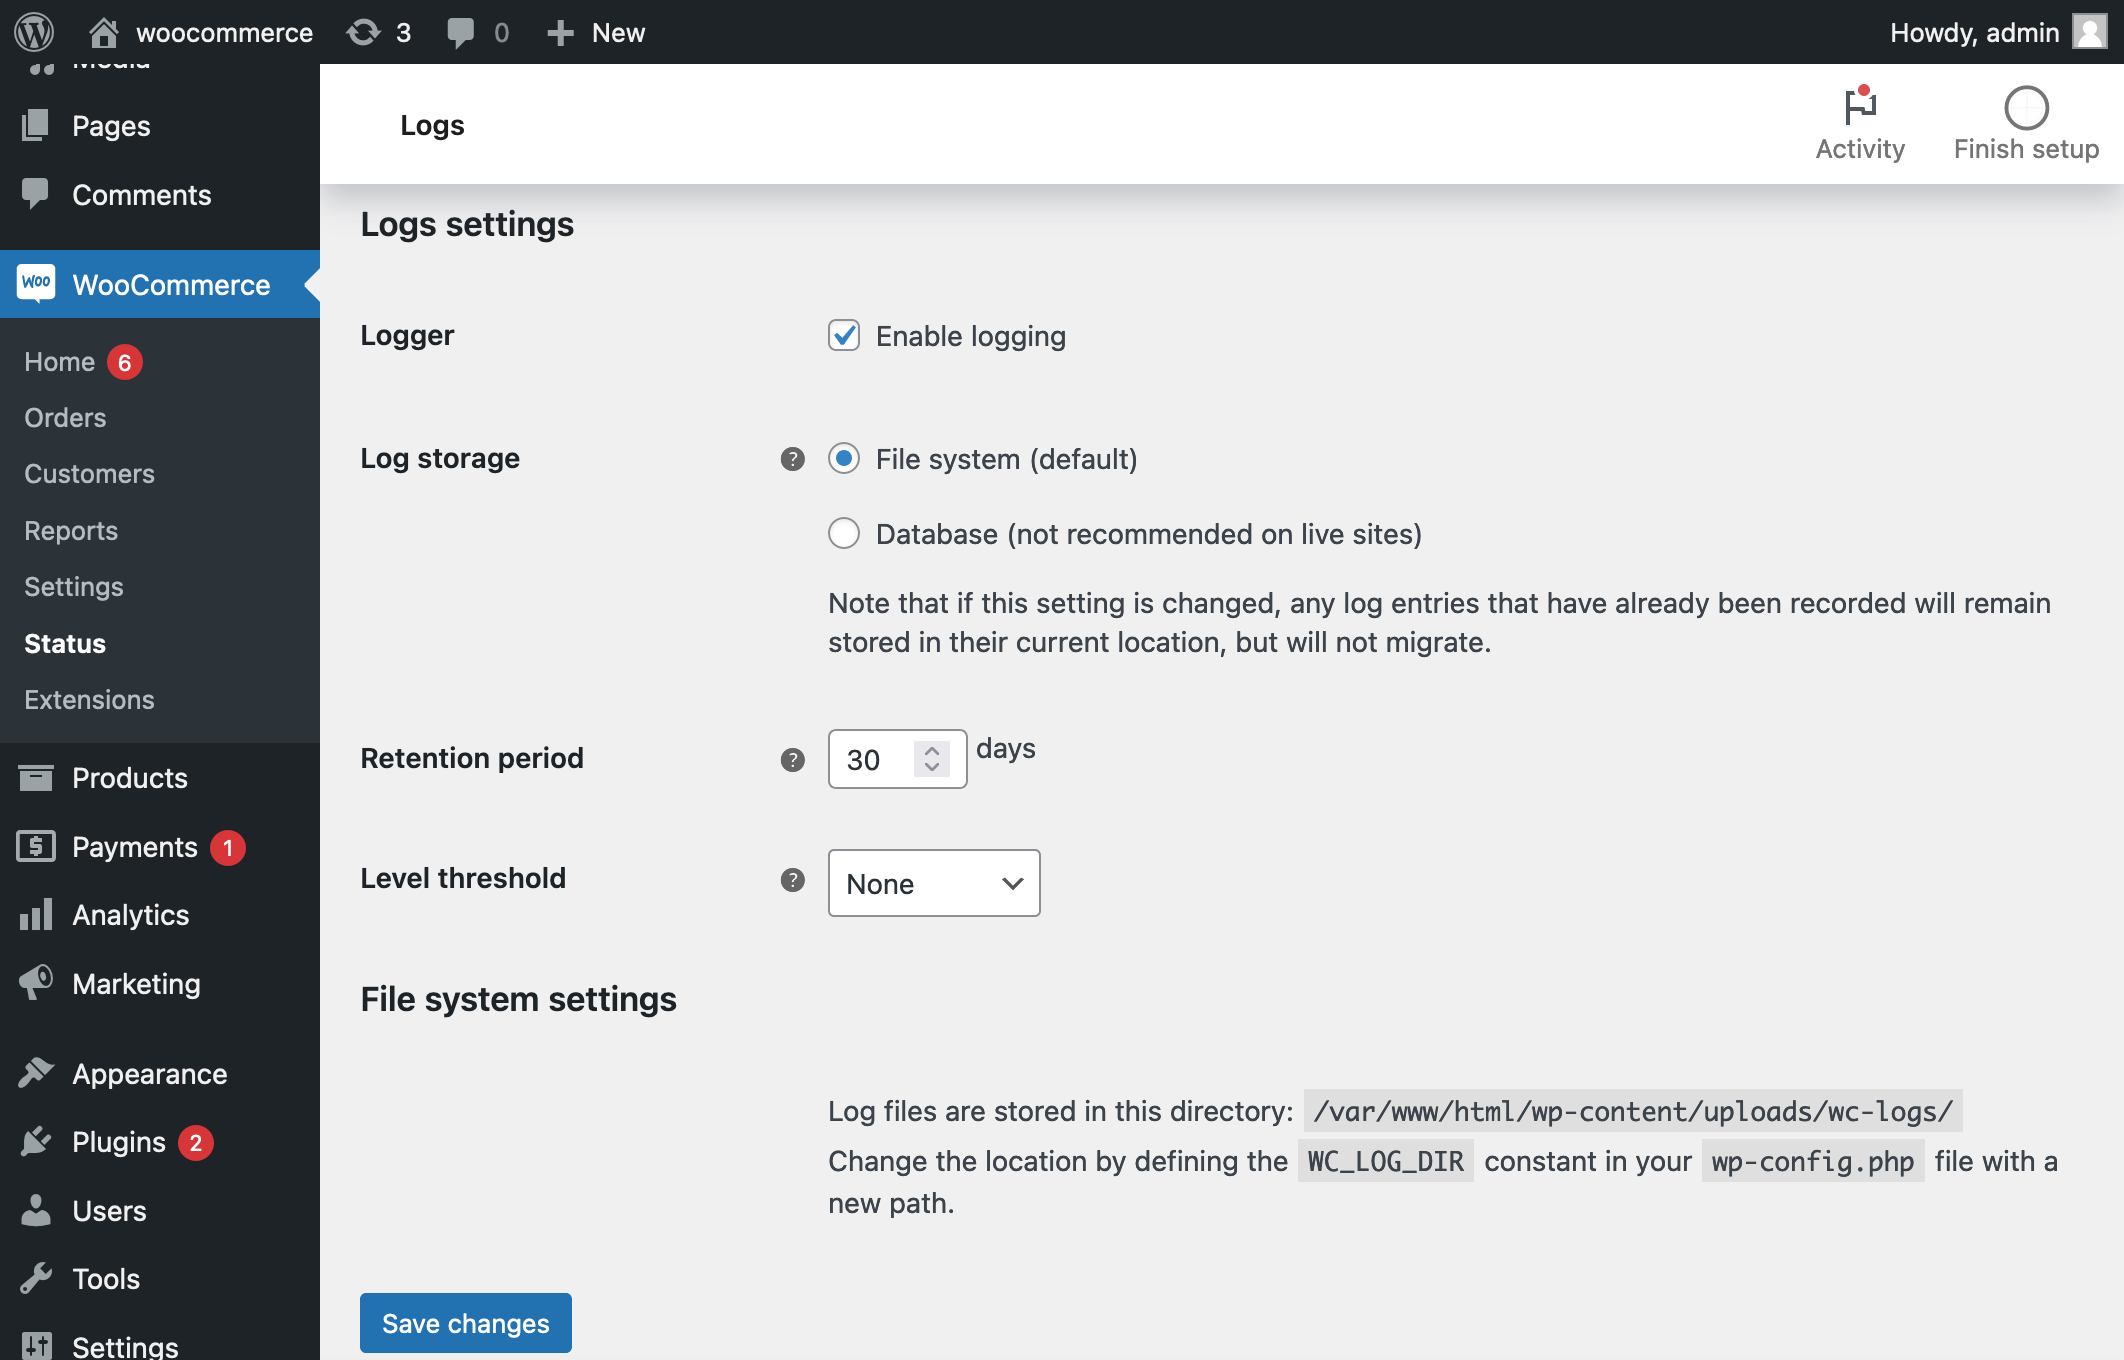 woocommerce
3
0
New
Howdy, admin
Media
Pages
Comments
Woo
WooCommerce
Home 6
Orders
Customers
Reports
Settings
Status
Extensions
Products
Payments 1
Analytics
Marketing
Appearance
Plugins 2
Users
Tools
Settings
Logs
Activity
Finish setup
Logs settings
Logger
Enable logging
Log storage
? File system (default)
Database (not recommended on live sites)
Note that if this setting is changed, any log entries that have already been recorded will remain
stored in their current location, but will not migrate.
Retention period
? 30 days
Level threshold
? None
File system settings
Log files are stored in this directory: /var/www/html/wp-content/uploads/wc-logs/
Change the location by defining the WC_LOG_DIR constant in your wp-config.php file with a
new path.
Save changes